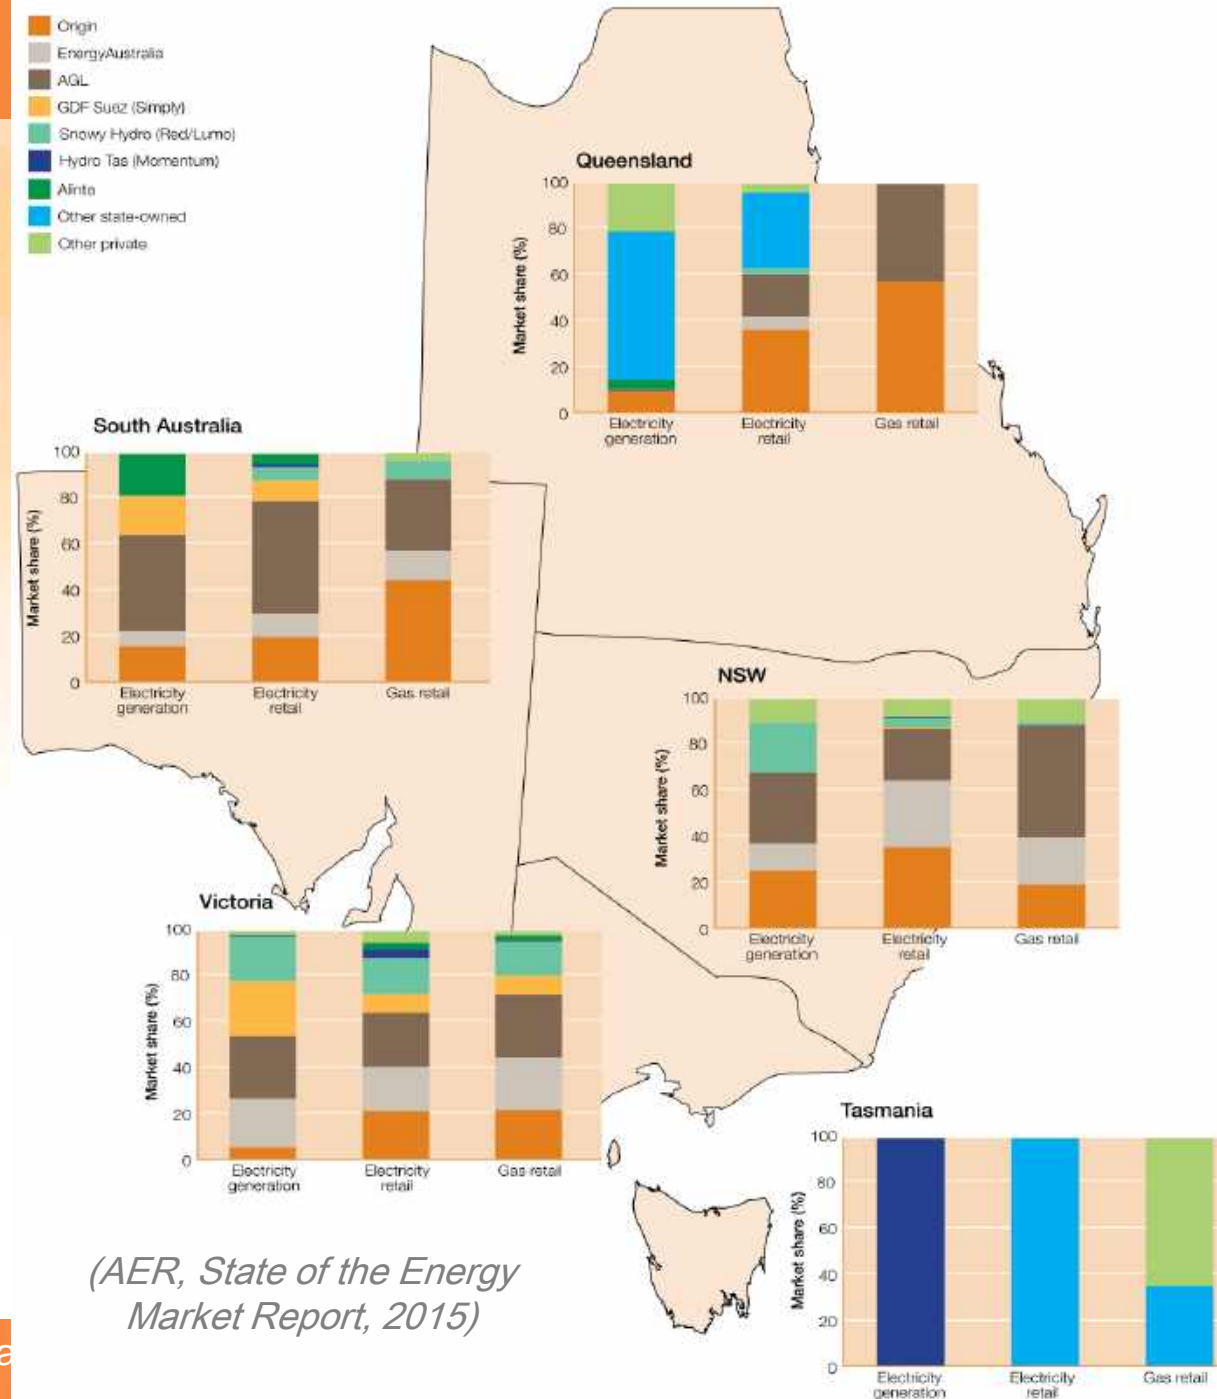 Origin
EnergyAustralia
AGL
GDF Suez (Simply)
Snowy Hydro (Red/Lumo)
Hydro Tas (Momentum)
Alinta
Other state-owned
Other private
Queensland
Market share (%)
100
80
60
40
20
0
Electricity
generation
Electricity
retail
Gas retail
South Australia
Market share (%)
100
80
60
40
20
0
Electricity
generation
Electricity
retail
Gas retail
NSW
Market share (%)
100
80
60
40
20
0
Electricity
generation
Electricity
retail
Gas retail
Victoria
Market share (%)
100
80
60
40
20
0
Electricity
generation
Electricity
retail
Gas retail
Tasmania
Market share (%)
100
80
60
40
20
0
Electricity
generation
Electricity
retail
Gas retail
(AER, State of the Energy
Market Report, 2015)
a